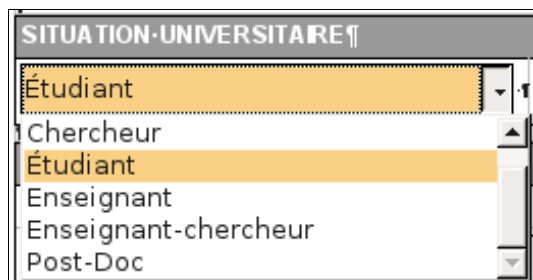 SITUATION·UNIVERSITAIRE¶
Étudiant ·¶
Chercheur
Étudiant
Enseignant
Enseignant-chercheur
Post-Doc